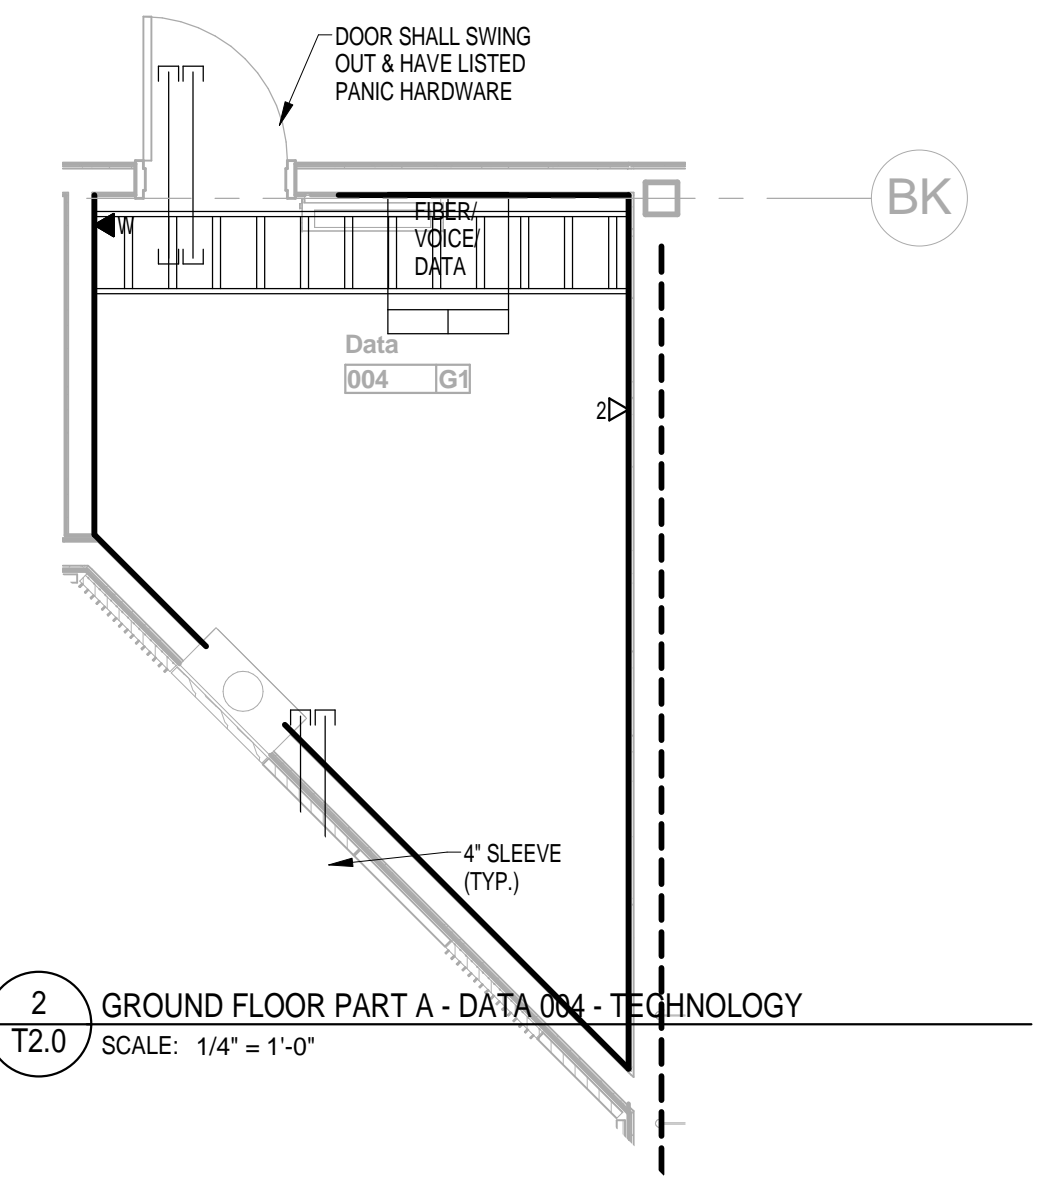 DOOR SHALL SWING
OUT & HAVE LISTED
PANIC HARDWARE
BK
FIBER/
VOICE/
DATA
W
Data
004 G1
2
4" SLEEVE
(TYP.)
2
GROUND FLOOR PART A - DATA 004 - TECHNOLOGY
T2.0
SCALE: 1/4" = 1'-0"